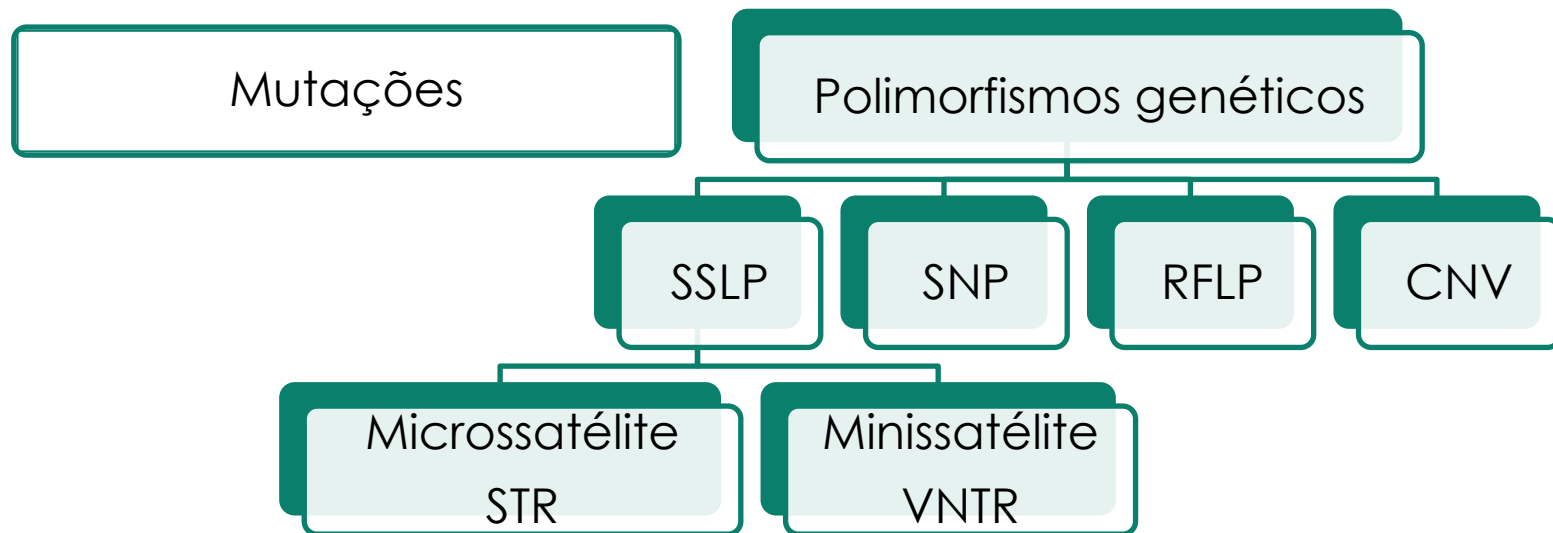 Mutações
Polimorfismos genéticos
SSLP
SNP
RFLP
CNV
Microssatélite
STR
Minissatélite
VNTR